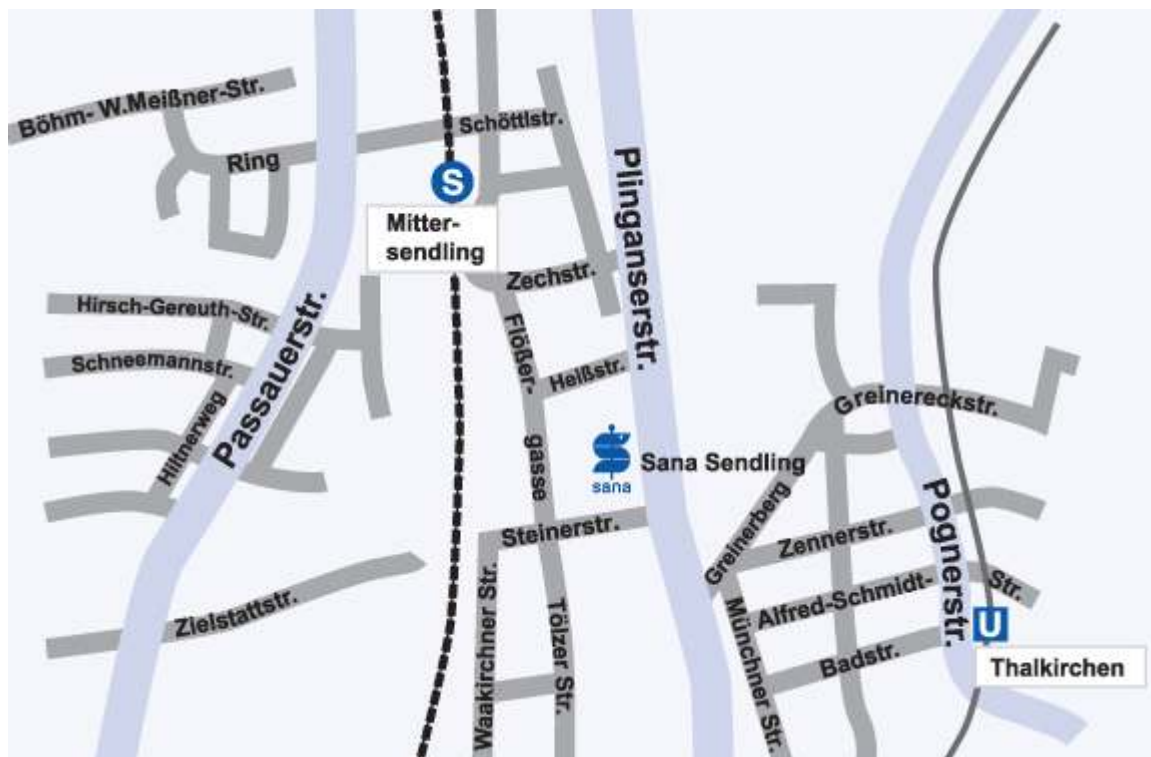 Böhm- W.Meißner-Str.
Ring
Schöttlstr.
S
Mitter-
sendling
Plinganserstr.
Zechstr.
Hirsch-Gereuth-Str.
Passauerstr.
Flößer-
gasse
Schneemannstr.
Heißstr.
Hiltnerweg
Greinereckstr.
sana
Sana Sendling
Greinerberg
Pognerstr.
Steinerstr.
Zennerstr.
Zielstattstr.
Waakirchner Str.
Tölzer Str.
Münchner Str.
Alfred-Schmidt-
Str.
U
Badstr.
Thalkirchen